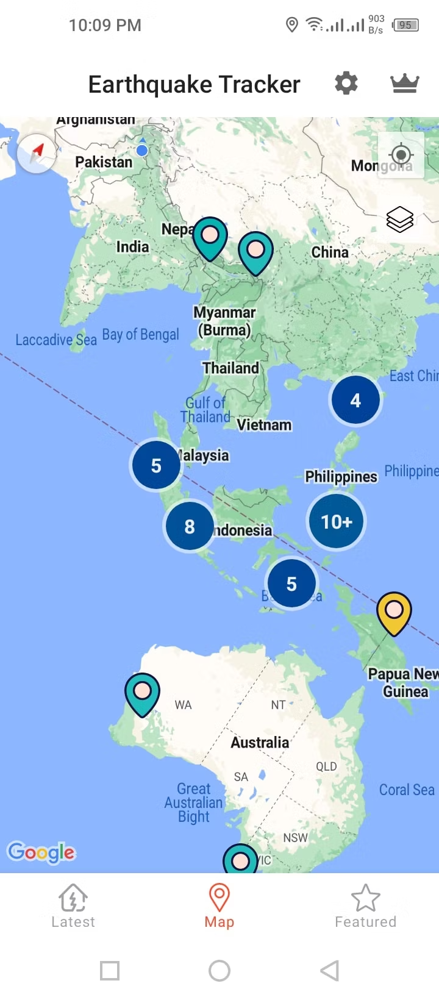 10:09 PM
903
B/s
95
Earthquake Tracker
Afghanistan
Pakistan
Mongolia
Nepa
India
China
Myanmar
(Burma)
Laccadive Sea
Bay of Bengal
Thailand
East Chi
4
Gulf of
Thailand
Vietnam
5
alaysia
Philippines
Philippine
10+
8
ndonesia
5
B
ea
Papua New
Guinea
WA
NT
Australia
QLD
SA
Great
Australian
Bight
Coral Sea
NSW
VIC
Google
Latest
Map
Featured